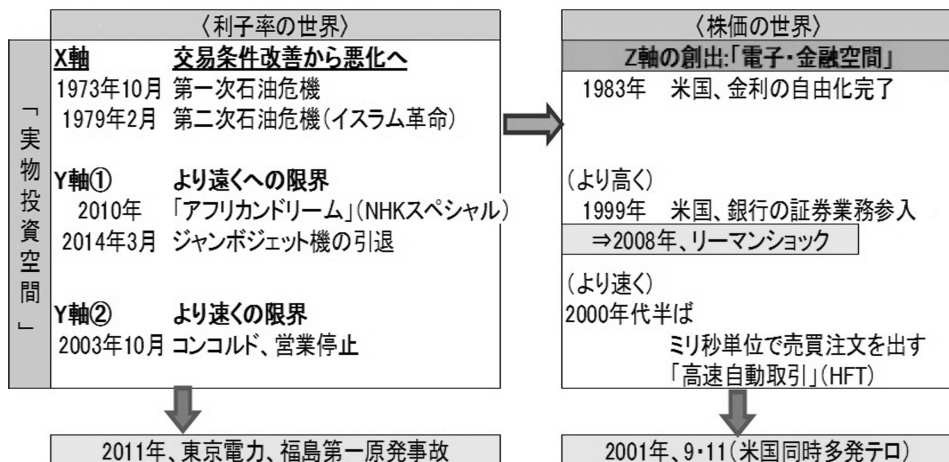 〈利子率の世界〉
「実物投資空間」
X軸 交易条件改善から悪化へ
1973年10月 第一次石油危機
1979年2月 第二次石油危機(イスラム革命)
Y軸① より遠くへの限界
2010年 「アフリカンドリーム」(NHKスペシャル)
2014年3月 ジャンボジェット機の引退
Y軸② より速くの限界
2003年10月 コンコルド、営業停止
2011年、東京電力、福島第一原発事故
〈株価の世界〉
Z軸の創出:「電子・金融空間」
1983年 米国、金利の自由化完了
(より高く)
1999年 米国、銀行の証券業務参入
⇒2008年、リーマンショック
(より速く)
2000年代半ば
ミリ秒単位で売買注文を出す
「高速自動取引」(HFT)
2001年、9・11(米国同時多発テロ)